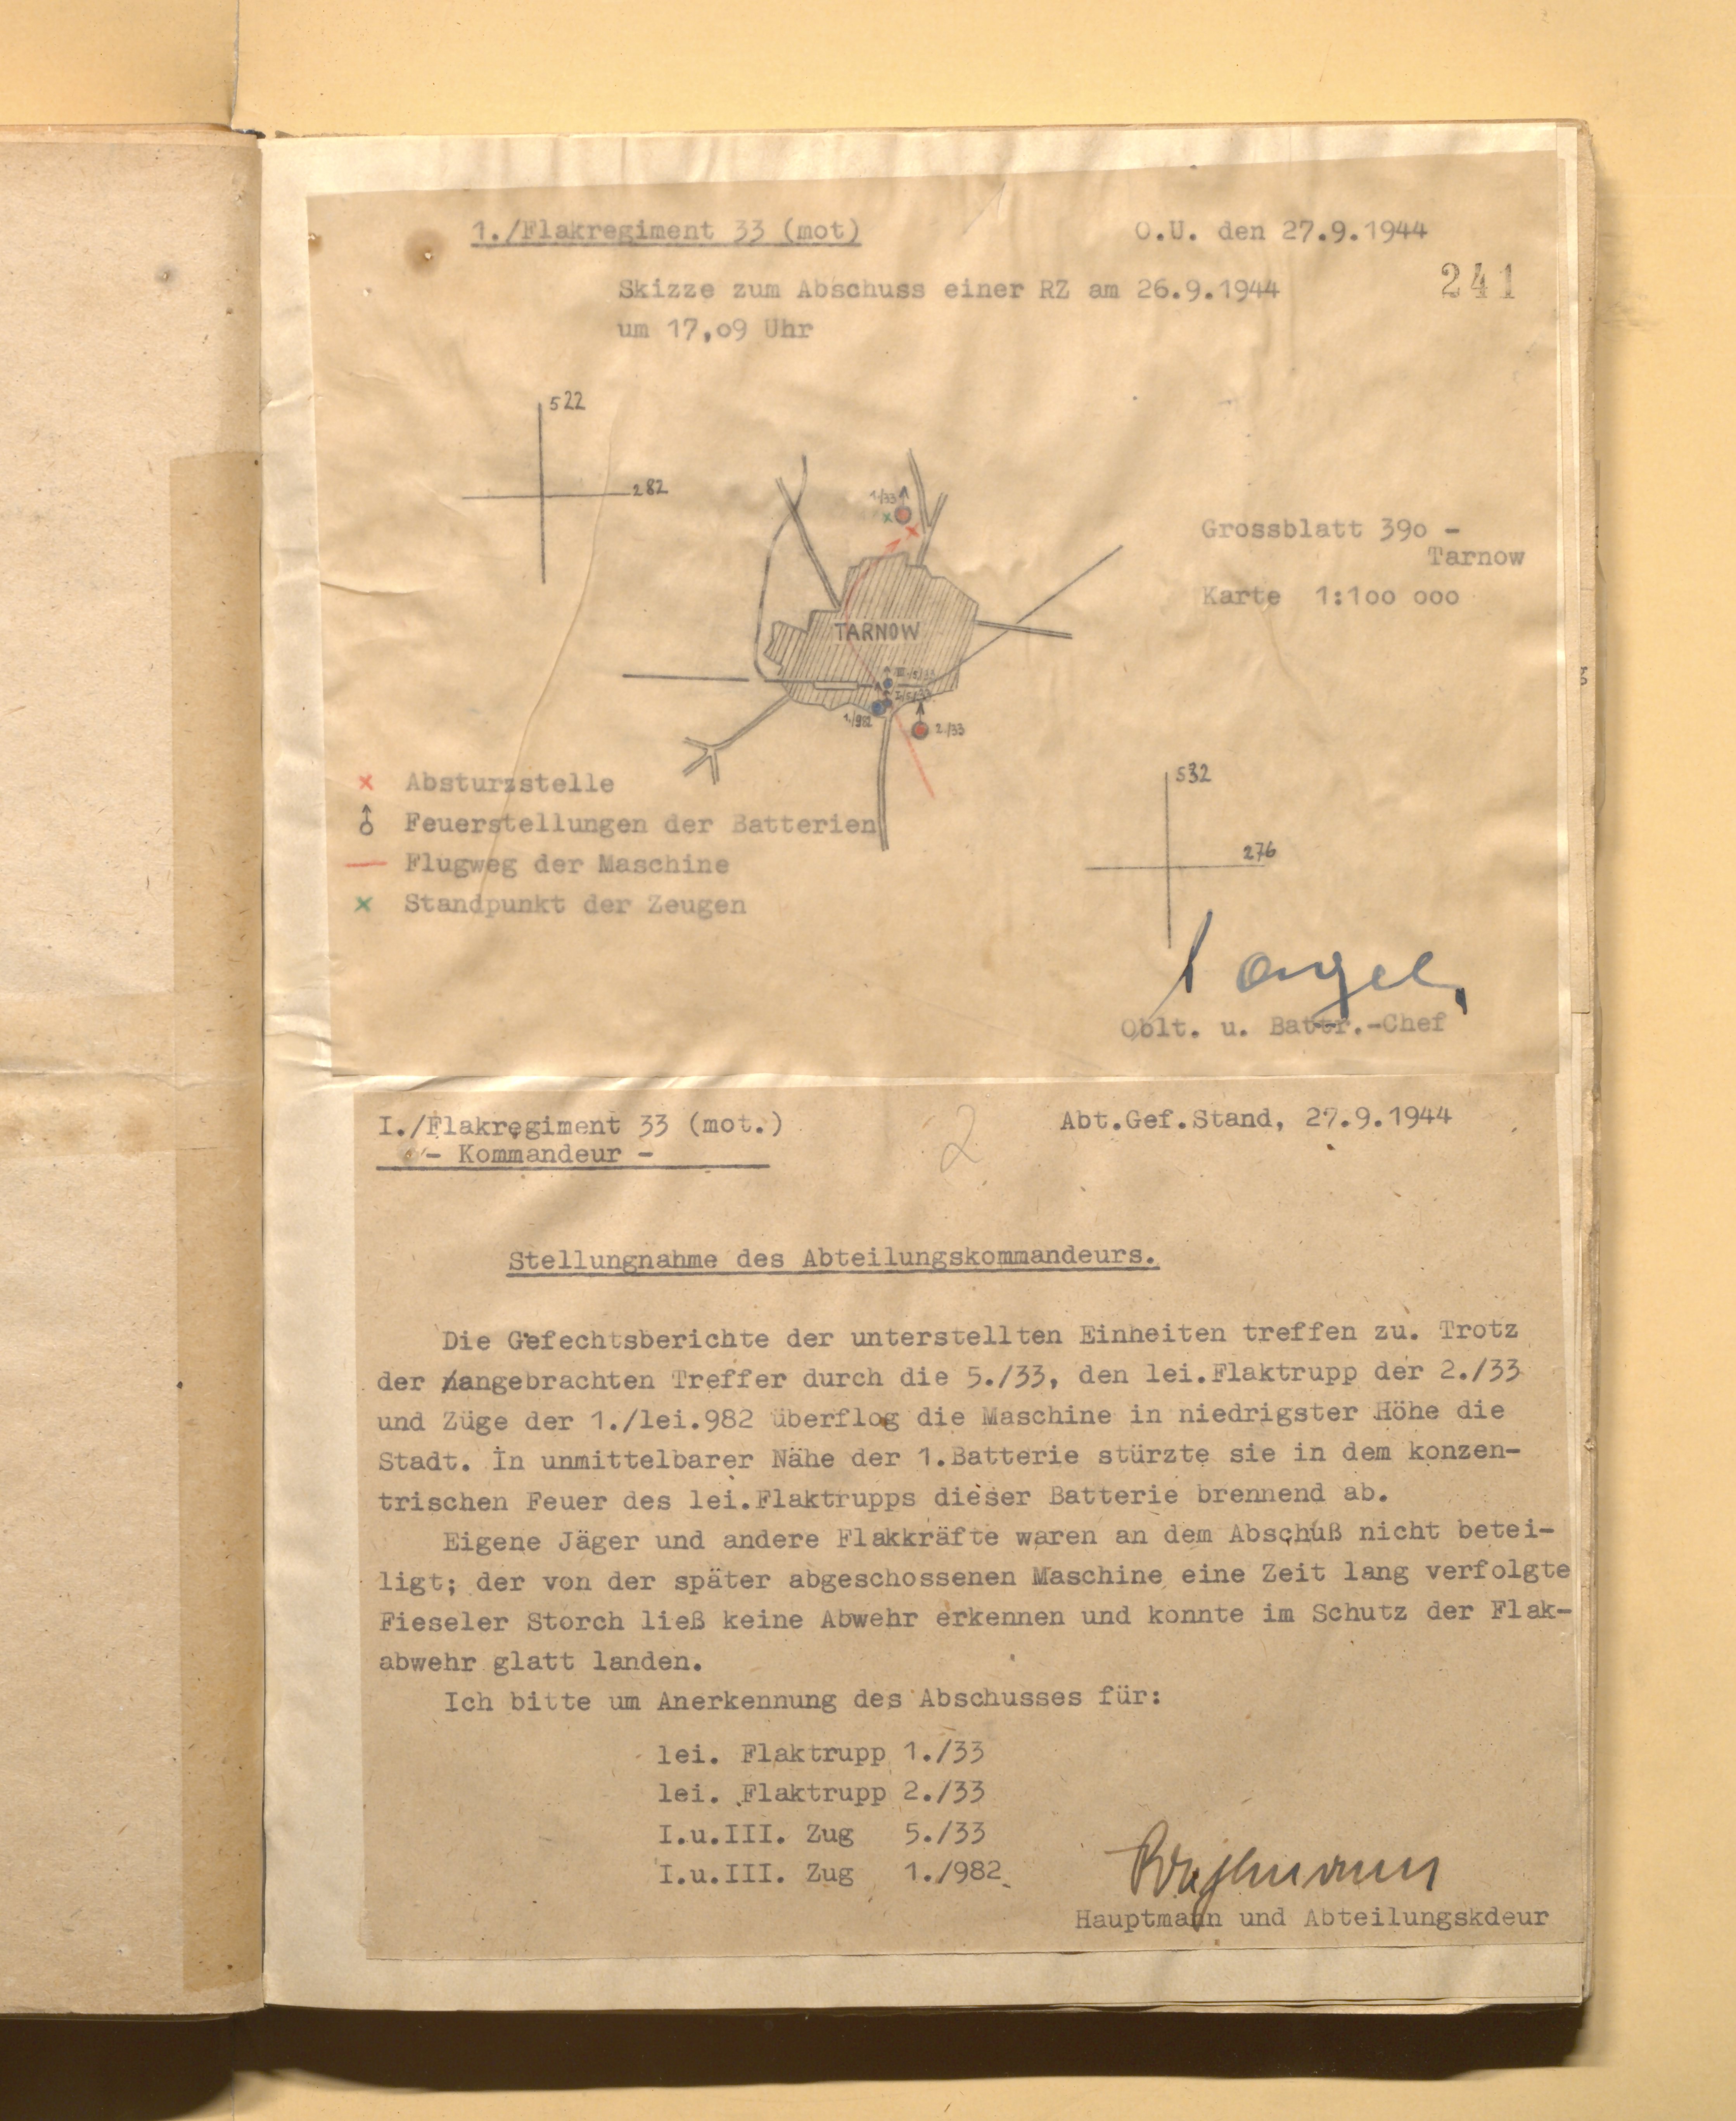 1./Flakregiment 33 (mot)
O.U. den 27.9.1944
241
Skizze zum Abschuss einer RZ am 26.9.1944
um 17,o9 Uhr
522
282
1./33
Grossblatt 39o -
Tarnow
Karte 1:1oo ooo
TARNOW
1./982
2./33
532
276
Absturzstelle
Feuerstellungen der Batterien
Flugweg der Maschine
Standpunkt der Zeugen
Oblt. u. Battr.-Chef
I./Flakregiment 33 (mot.)
- Kommandeur -
2
Abt.Gef.Stand, 27.9.1944
Stellungnahme des Abteilungskommandeurs.
Die Gefechtsberichte der unterstellten Einheiten treffen zu. Trotz
der angebrachten Treffer durch die 5./33, den lei.Flaktrupp der 2./33
und Züge der 1./lei.982 überflog die Maschine in niedrigster Höhe die
Stadt. In unmittelbarer Nähe der 1.Batterie stürzte sie in dem konzen-
trischen Feuer des lei.Flaktrupps dieser Batterie brennend ab.
Eigene Jäger und andere Flakkräfte waren an dem Abschuß nicht betei-
ligt; der von der später abgeschossenen Maschine eine Zeit lang verfolgte
Fieseler Storch ließ keine Abwehr erkennen und konnte im Schutz der Flak-
abwehr glatt landen.
Ich bitte um Anerkennung des Abschusses für:
lei. Flaktrupp 1./33
lei. Flaktrupp 2./33
I.u.III. Zug 5./33
I.u.III. Zug 1./982
Hauptmann und Abteilungskdeur